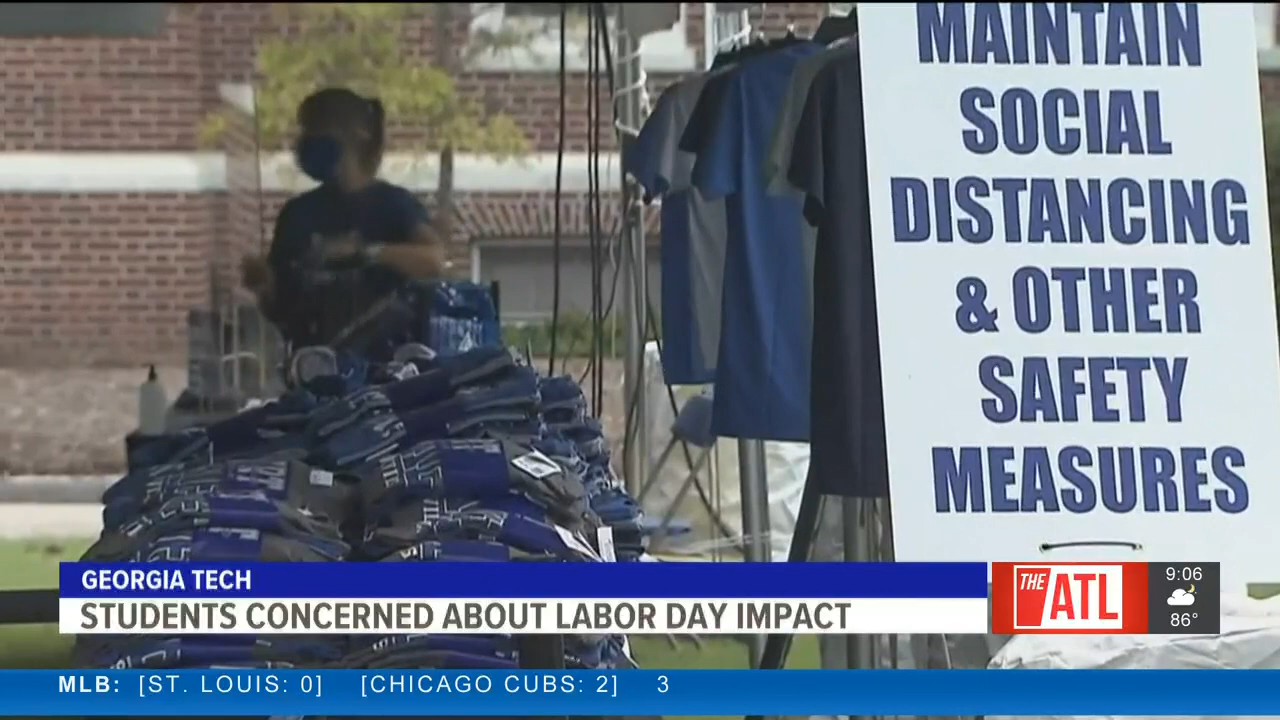 MAINTAIN
SOCIAL
DISTANCING
& OTHER
SAFETY
MEASURES
GEORGIA TECH
STUDENTS CONCERNED ABOUT LABOR DAY IMPACT
THE ATL
9:06
86°
MLB: [ST. LOUIS: 0] [CHICAGO CUBS: 2] 3